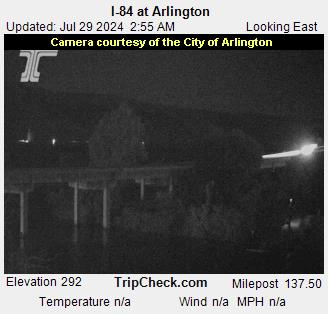 I-84 at Arlington
Updated: Jul 29 2024 2:55 AM Looking East
Camera courtesy of the City of Arlington
Elevation 292 TripCheck.com Milepost 137.50
Temperature n/a Wind n/a MPH n/a